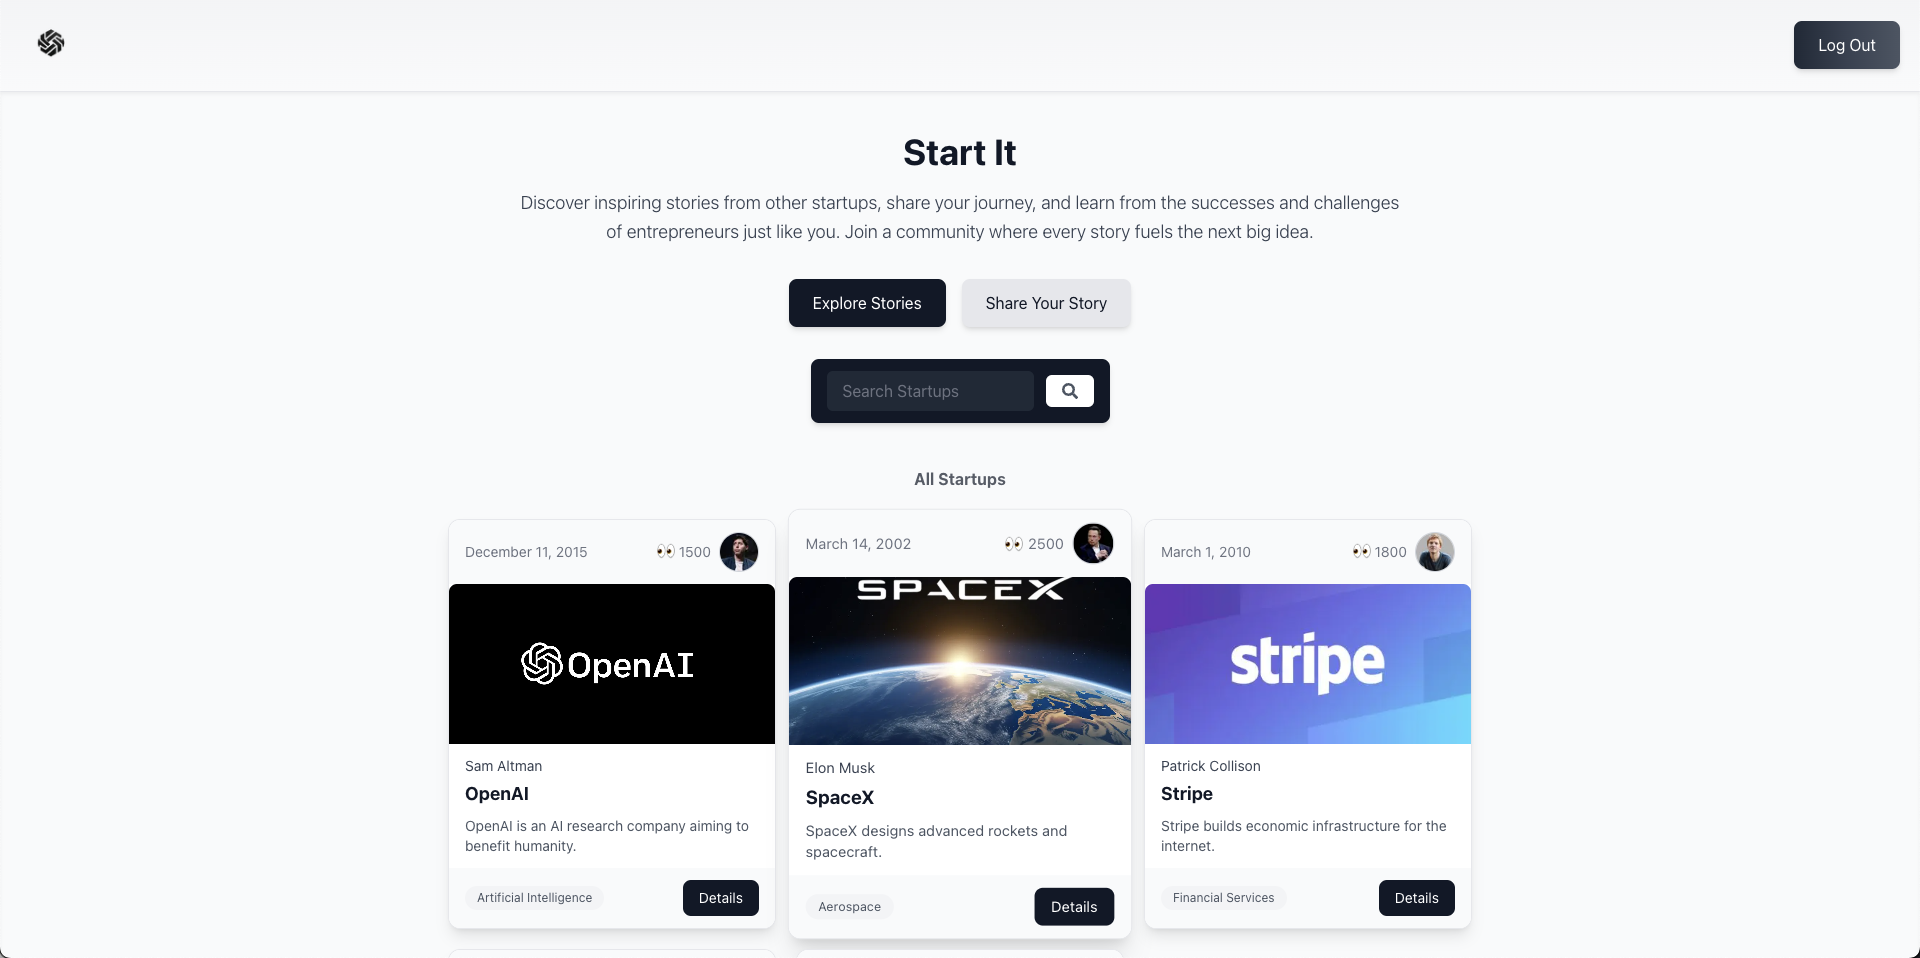 Log Out
Start It
Discover inspiring stories from other startups, share your journey, and learn from the successes and challenges
of entrepreneurs just like you. Join a community where every story fuels the next big idea.
Explore Stories
Share Your Story
Search Startups
All Startups
December 11, 2015
👀 1500
OpenAI
Sam Altman
OpenAI
OpenAI is an AI research company aiming to
benefit humanity.
Artificial Intelligence
Details
March 14, 2002
👀 2500
SPACEX
Elon Musk
SpaceX
SpaceX designs advanced rockets and
spacecraft.
Aerospace
Details
March 1, 2010
👀 1800
stripe
Patrick Collison
Stripe
Stripe builds economic infrastructure for the
internet.
Financial Services
Details